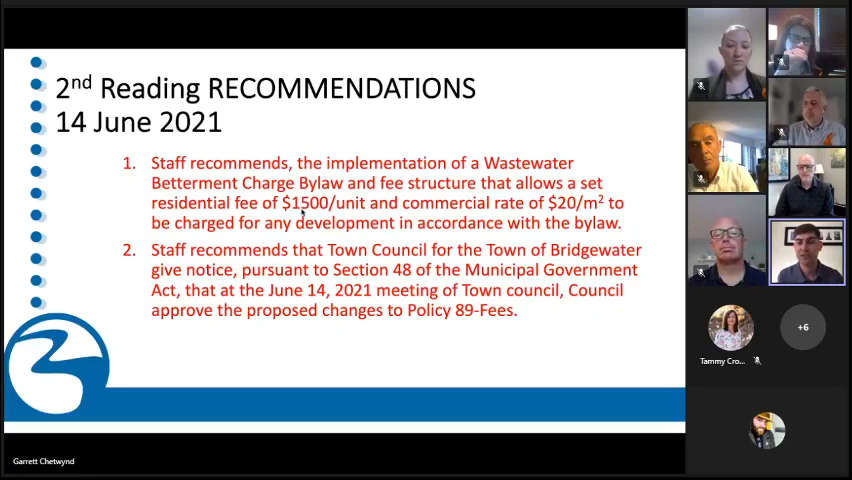 2nd Reading RECOMMENDATIONS
14 June 2021
1. Staff recommends, the implementation of a Wastewater
Betterment Charge Bylaw and fee structure that allows a set
residential fee of $1500/unit and commercial rate of $20/m2 to
be charged for any development in accordance with the bylaw.
2. Staff recommends that Town Council for the Town of Bridgewater
give notice, pursuant to Section 48 of the Municipal Government
Act, that at the June 14, 2021 meeting of Town council, Council
approve the proposed changes to Policy 89-Fees.
+6
Tammy Cro...
Garrett Chetwynd